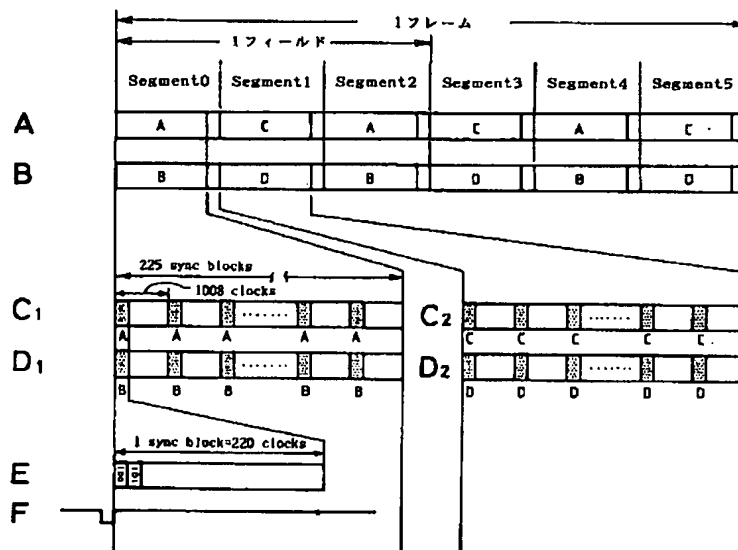 1フレーム
1フィールド
Segment0 Segment1 Segment2 Segment3 Segment4 Segment5
A A C A C A C
B B D B D B D
225 sync blocks
1008 clocks
C1 C2
A A A A A C C C C C
D1 D2
B B B B B D D D D D
1 sync block=220 clocks
E
F